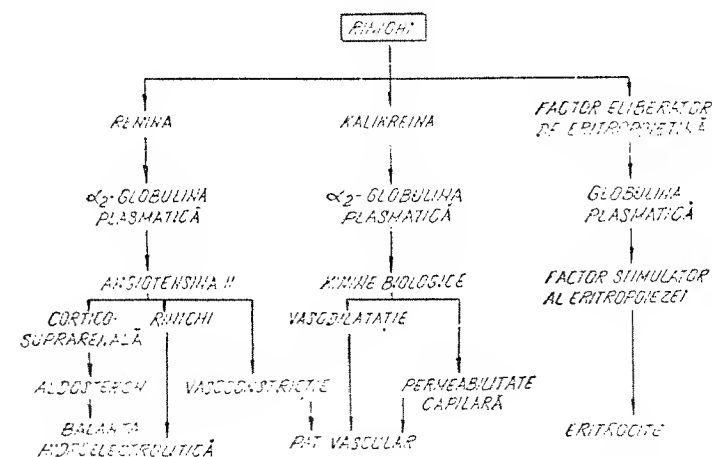 RINICHI
RENINA
KALIKREINA
FACTOR ELIBERATOR
DE ERITROPOIETINĂ
α2-GLOBULINA
PLASMATICĂ
α2-GLOBULINA
PLASMATICĂ
GLOBULINA
PLASMATICĂ
ANGIOTENSINA II
KININE BIOLOGICE
FACTOR STIMULATOR
AL ERITROPOIEZEI
CORTICO-
SUPRARENALĂ
RINICHI
VASODILATAȚIE
ALDOSTERON
VASOCONSTRICȚIE
PERMEABILITATE
CAPILARĂ
BALANȚA
HIDROELECTROLITICĂ
PAT VASCULAR
ERITROCITE